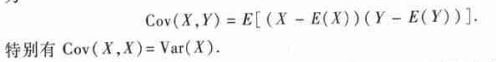 Cov(X,Y) = E[(X - E(X))(Y - E(Y))].
特别有 Cov(X,X) = Var(X).